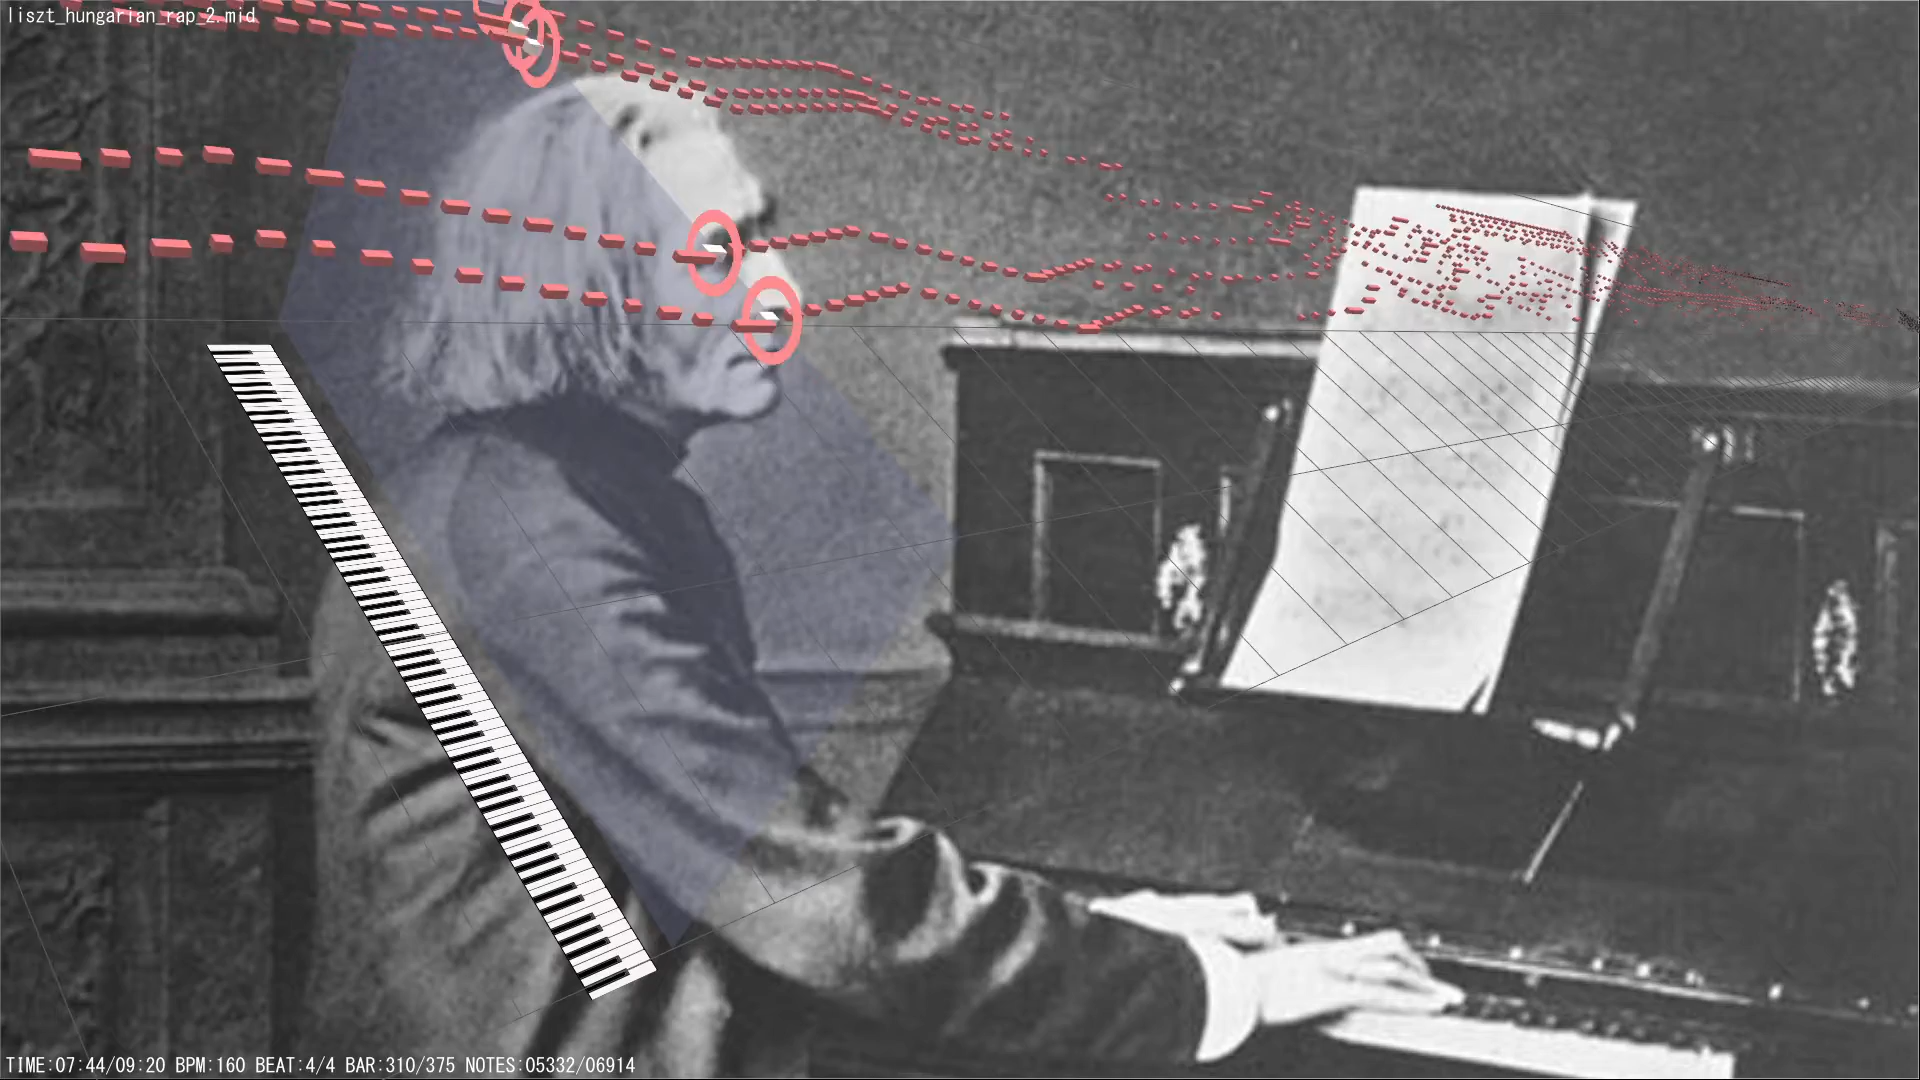 liszt_hungarian_rap_2.mid
TIME:07:44/09:20 BPM:160 BEAT:4/4 BAR:310/375 NOTES:05332/06914